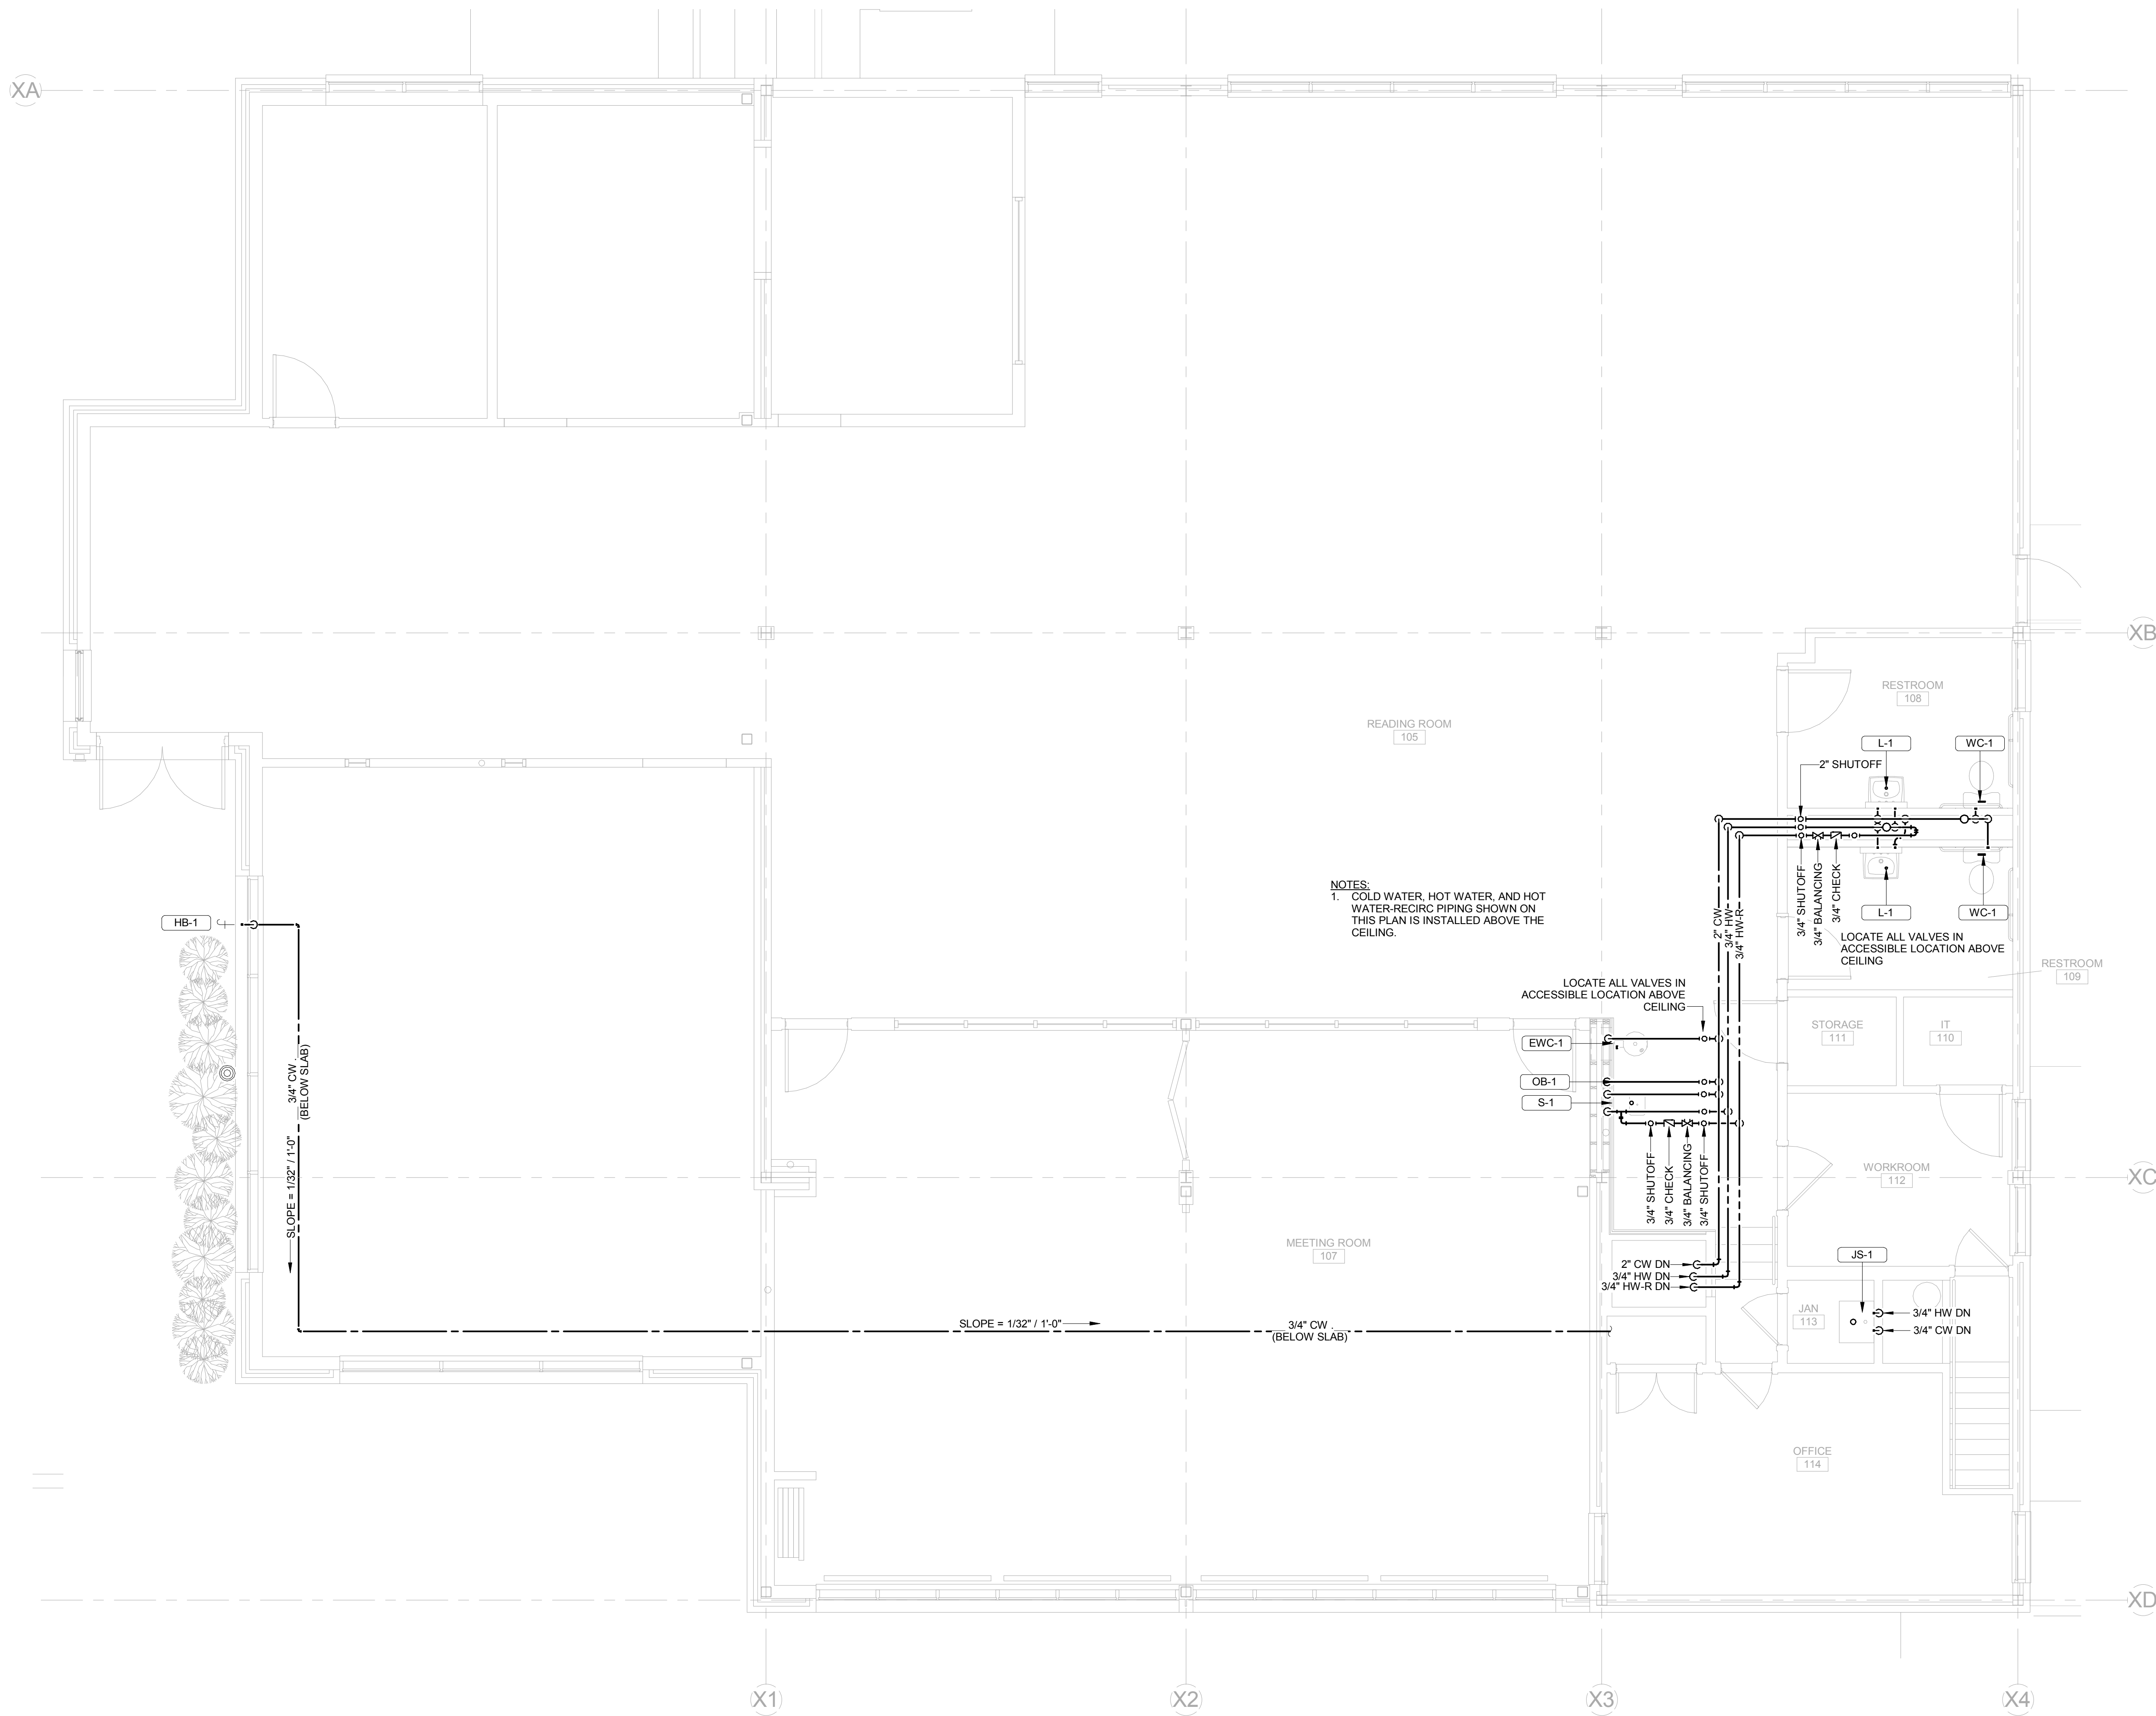 XA
XB
RESTROOM
108
READING ROOM
105
L-1
WC-1
2" SHUTOFF
NOTES:
1. COLD WATER, HOT WATER, AND HOT
WATER-RECIRC PIPING SHOWN ON
THIS PLAN IS INSTALLED ABOVE THE
CEILING.
2" CW
3/4" HW
3/4" HW-R
3/4" SHUTOFF
3/4" BALANCING
3/4" CHECK
L-1
WC-1
HB-1
LOCATE ALL VALVES IN
ACCESSIBLE LOCATION ABOVE
CEILING
RESTROOM
109
LOCATE ALL VALVES IN
ACCESSIBLE LOCATION ABOVE
CEILING
STORAGE
111
IT
110
EWC-1
OB-1
S-1
3/4" CW .
(BELOW SLAB)
SLOPE = 1/32" / 1'-0"
3/4" SHUTOFF
3/4" CHECK
3/4" BALANCING
3/4" SHUTOFF
WORKROOM
112
XC
MEETING ROOM
107
JS-1
2" CW DN
3/4" HW DN
3/4" HW-R DN
JAN
113
3/4" HW DN
3/4" CW DN
SLOPE = 1/32" / 1'-0"
3/4" CW .
(BELOW SLAB)
OFFICE
114
XD
X1
X2
X3
X4